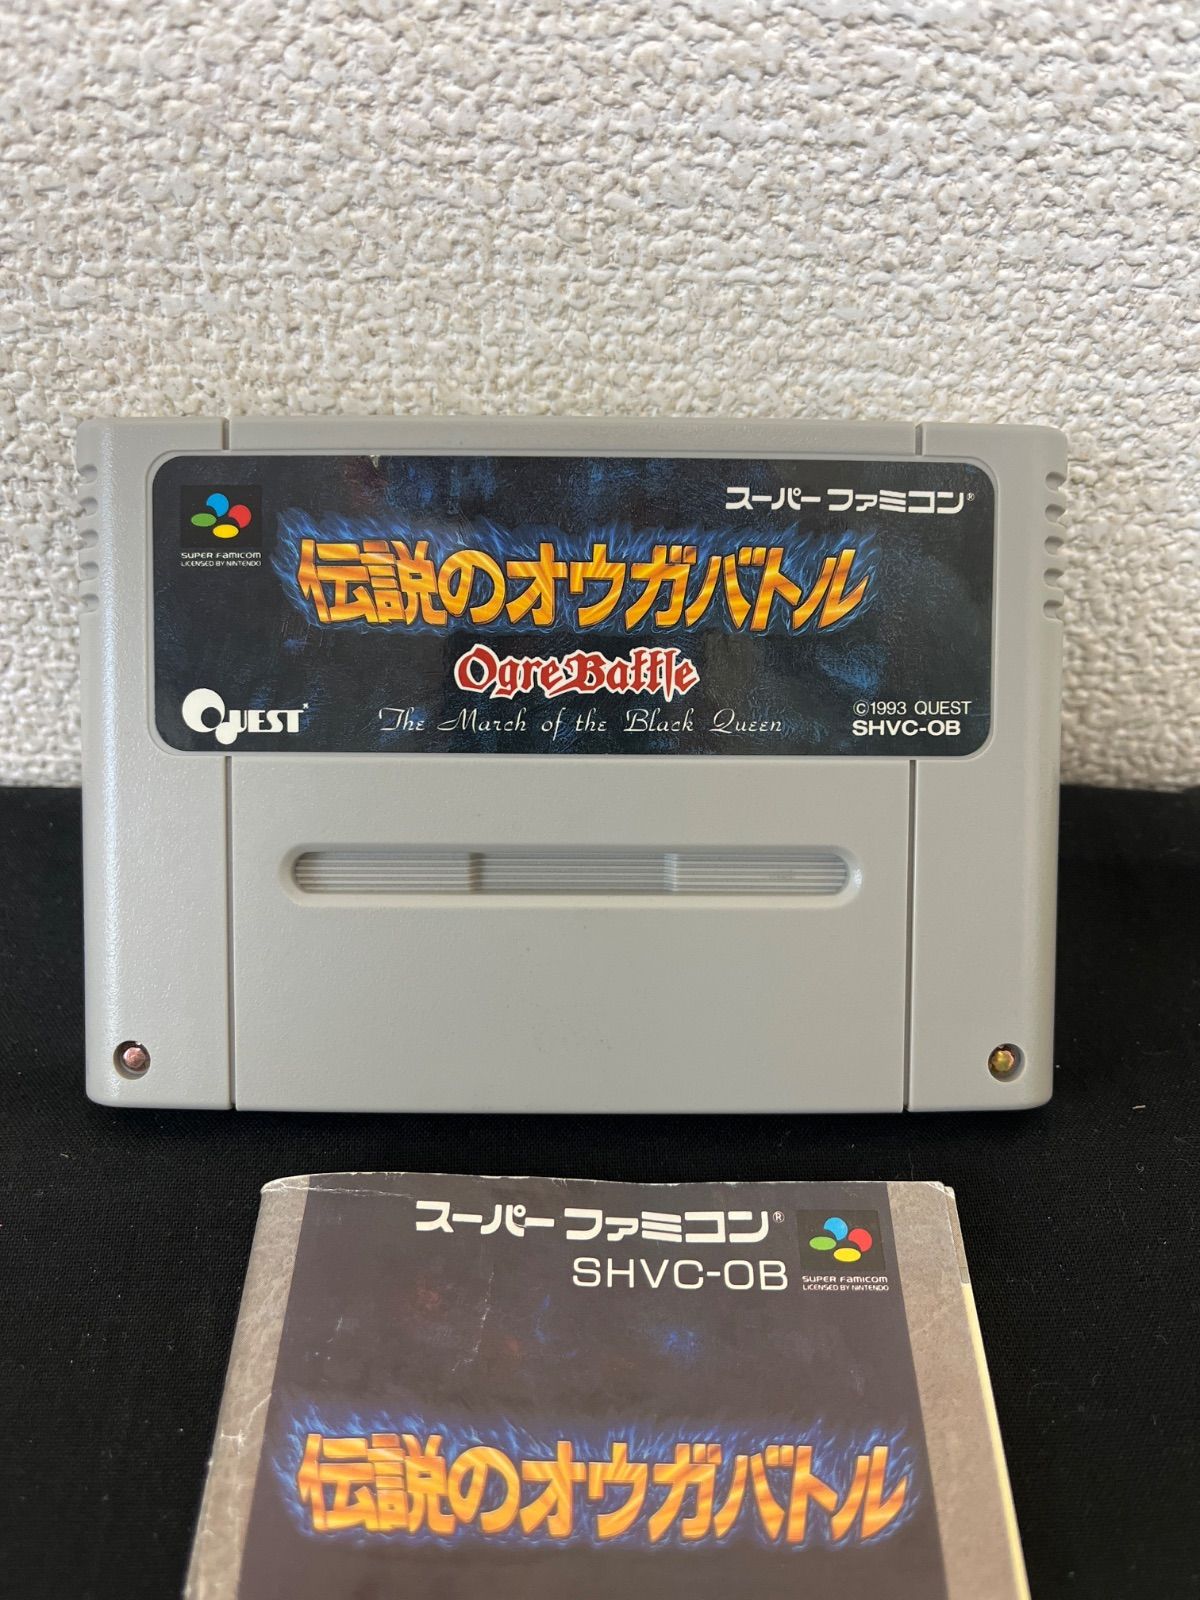 スーパーファミコン®
SUPER FAMICOM
LICENSED BY NINTENDO
伝説のオウガバトル
Ogre Battle
QUEST
The March of the Black Queen
©1993 QUEST
SHVC-OB
スーパーファミコン®
SHVC-OB
SUPER FAMICOM
LICENSED BY NINTENDO
伝説のオウガバトル